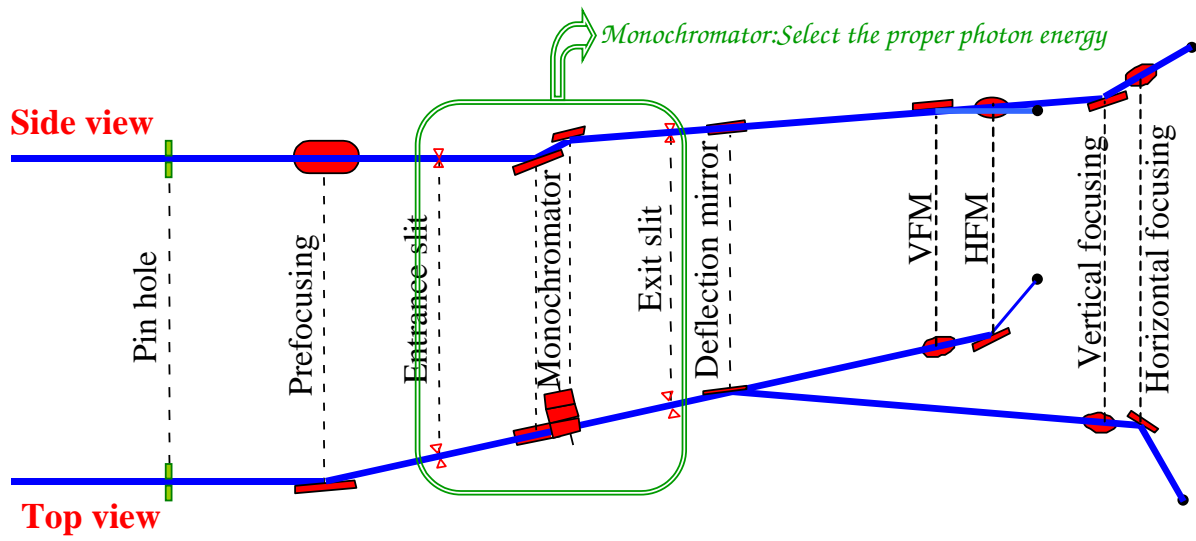 Monochromator:Select the proper photon energy
Side view
Pin hole
Prefocusing
Entrance slit
Monochromator
Exit slit
Deflection mirror
VFM
HFM
Vertical focusing
Horizontal focusing
Top view